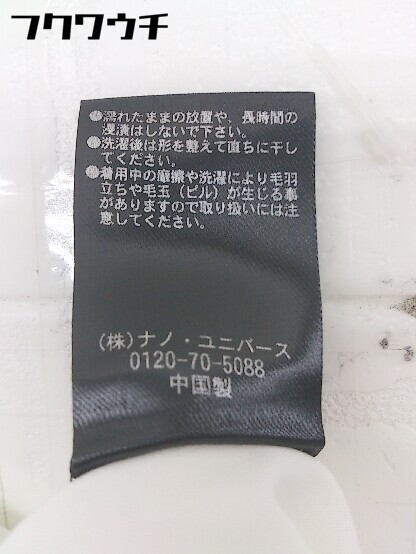 フクワウチ
●濡れたままの放置や、長時間の
浸漬はしないで下さい。
●洗濯後は形を整えて直ちに干し
てください。
●着用中の摩擦や洗濯により毛羽
立ちや毛玉(ピル)が生じる事
がありますので取り扱いには注
意してください。
(株)ナノ・ユニバース
0120-70-5088
中国製